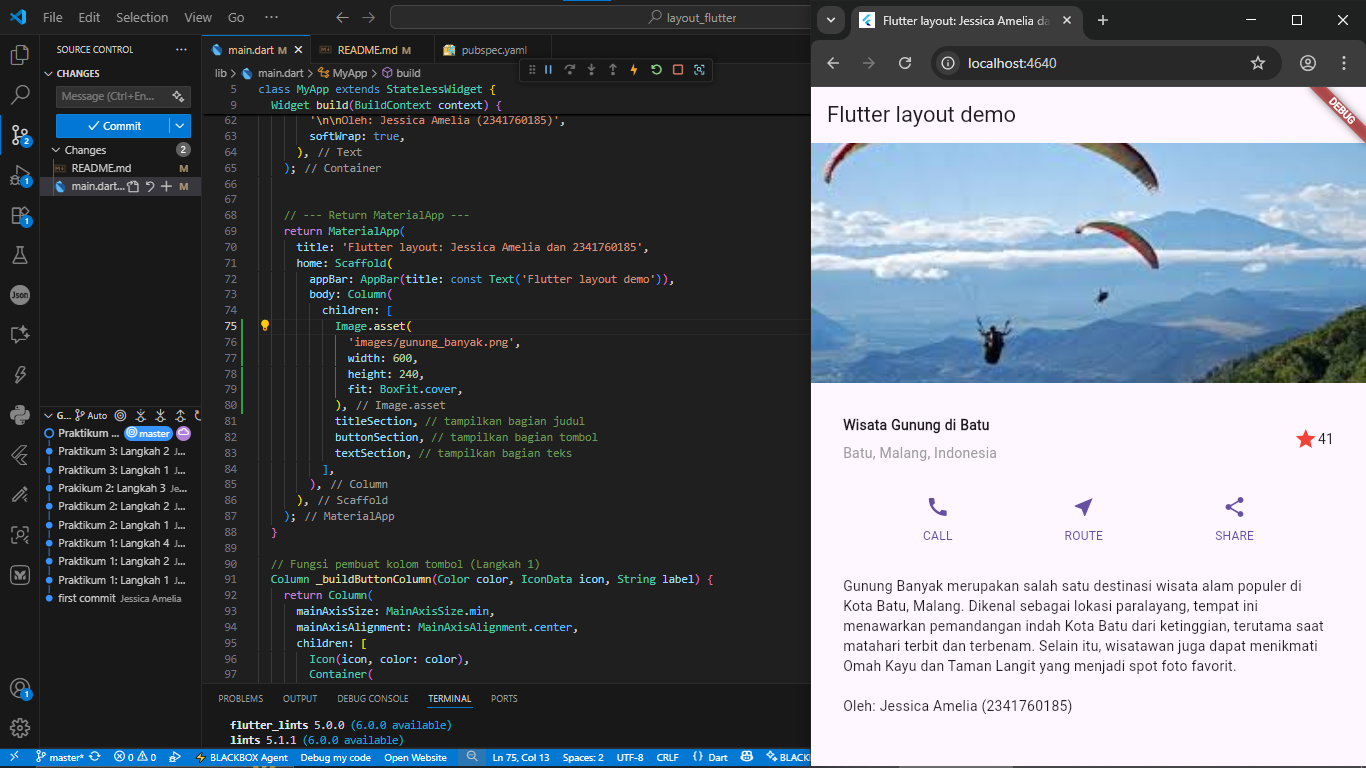 File Edit Selection View Go ··· layout_flutter
SOURCE CONTROL ···
CHANGES
Message (Ctrl+En...
Commit
Changes 2
README.md M
main.dart... M
G... Auto
Praktikum ... master
Praktikum 3: Langkah 2 J...
Praktikum 3: Langkah 1 J...
Prakikum 2: Langkah 3 Je...
Praktikum 2: Langkah 2 J...
Praktikum 2: Langkah 1 J...
Praktikum 1: Langkah 4 J...
Praktikum 1: Langkah 2 J...
Praktikum 1: Langkah 1 J...
first commit Jessica Amelia
main.dart M README.md M pubspec.yaml
lib > main.dart > MyApp > build
5 class MyApp extends StatelessWidget {
9 Widget build(BuildContext context) {
62 '\n\nOleh: Jessica Amelia (2341760185)',
63 softWrap: true,
64 ), // Text
65 ); // Container
66
67
68 // --- Return MaterialApp ---
69 return MaterialApp(
70 title: 'Flutter layout: Jessica Amelia dan 2341760185',
71 home: Scaffold(
72 appBar: AppBar(title: const Text('Flutter layout demo')),
73 body: Column(
74 children: [
75 Image.asset(
76 'images/gunung_banyak.png',
77 width: 600,
78 height: 240,
79 fit: BoxFit.cover,
80 ), // Image.asset
81 titleSection, // tampilkan bagian judul
82 buttonSection, // tampilkan bagian tombol
83 textSection, // tampilkan bagian teks
84 ],
85 ), // Column
86 ), // Scaffold
87 ); // MaterialApp
88 }
89
90 // Fungsi pembuat kolom tombol (Langkah 1)
91 Column _buildButtonColumn(Color color, IconData icon, String label) {
92 return Column(
93 mainAxisSize: MainAxisSize.min,
94 mainAxisAlignment: MainAxisAlignment.center,
95 children: [
96 Icon(icon, color: color),
97 Container(
PROBLEMS OUTPUT DEBUG CONSOLE TERMINAL PORTS
flutter_lints 5.0.0 (6.0.0 available)
lints 5.1.1 (6.0.0 available)
master* 0 0 BLACKBOX Agent Debug my code Open Website Ln 75, Col 13 Spaces: 2 UTF-8 CRLF {} Dart BLACKB
Json
2
1
1
1
Flutter layout: Jessica Amelia da
localhost:4640
Flutter layout demo
DEBUG
Wisata Gunung di Batu
Batu, Malang, Indonesia
41
CALL ROUTE SHARE
Gunung Banyak merupakan salah satu destinasi wisata alam populer di
Kota Batu, Malang. Dikenal sebagai lokasi paralayang, tempat ini
menawarkan pemandangan indah Kota Batu dari ketinggian, terutama saat
matahari terbit dan terbenam. Selain itu, wisatawan juga dapat menikmati
Omah Kayu dan Taman Langit yang menjadi spot foto favorit.
Oleh: Jessica Amelia (2341760185)